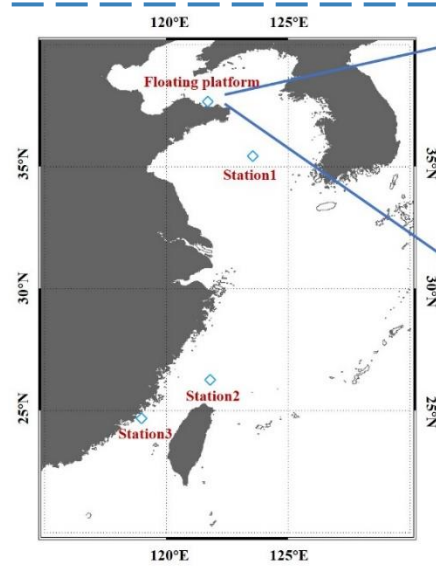 120°E 125°E
Floating platform
35°N 35°N
Station1
30°N 30°N
Station2
25°N 25°N
Station3
120°E 125°E